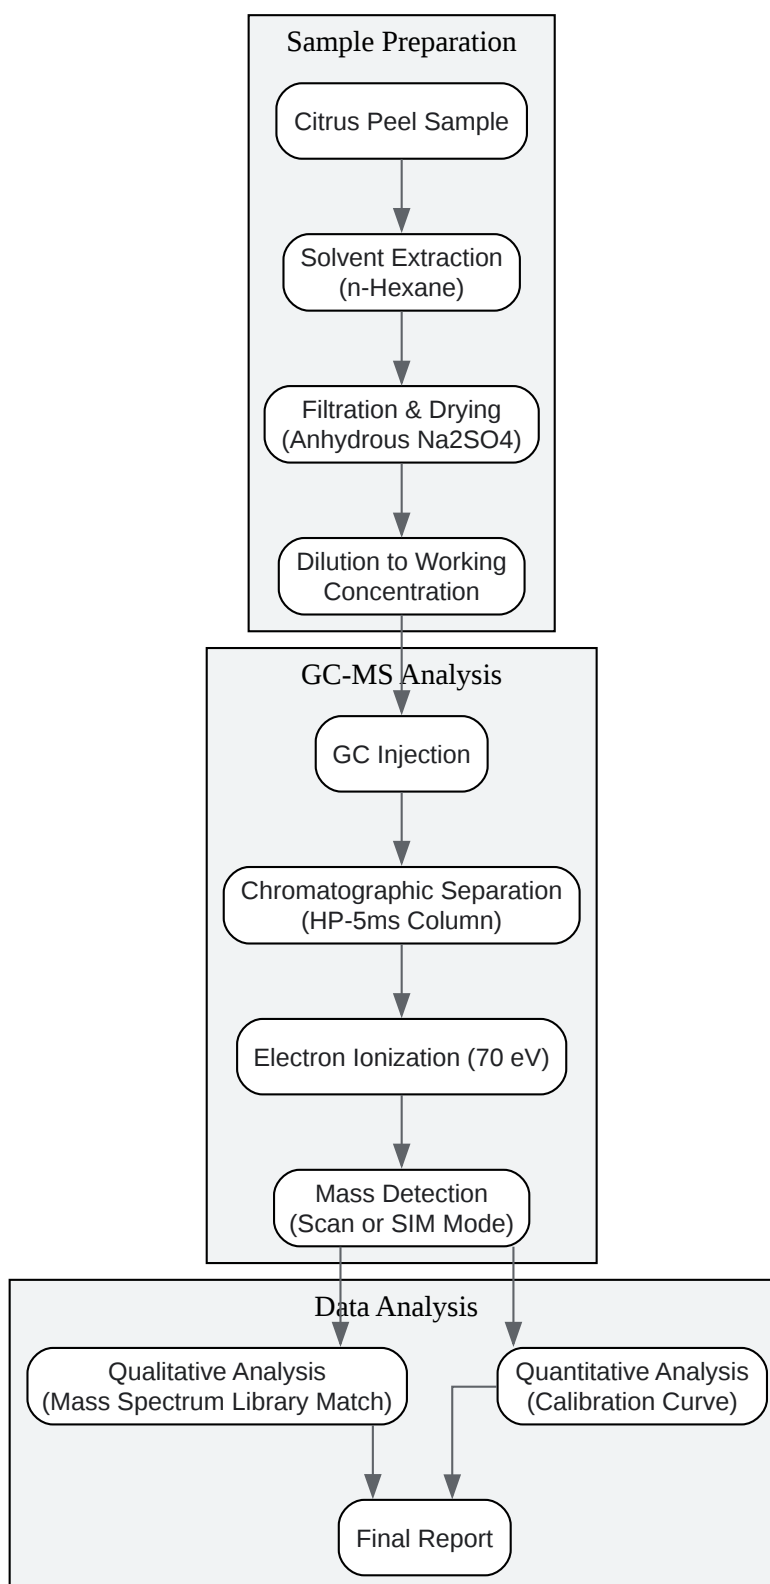 Sample Preparation
Citrus Peel Sample
Solvent Extraction
(n-Hexane)
Filtration & Drying
(Anhydrous Na2SO4)
Dilution to Working
Concentration
GC-MS Analysis
GC Injection
Chromatographic Separation
(HP-5ms Column)
Electron Ionization (70 eV)
Mass Detection
(Scan or SIM Mode)
Data Analysis
Qualitative Analysis
(Mass Spectrum Library Match)
Quantitative Analysis
(Calibration Curve)
Final Report